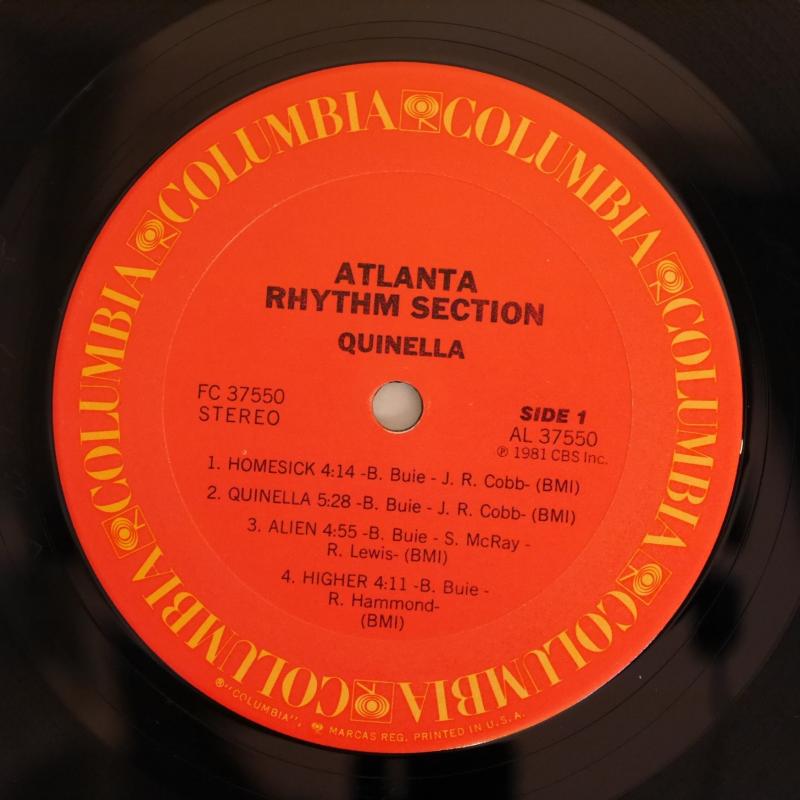 COLUMBIA COLUMBIA COLUMBIA COLUMBIA COLUMBIA COLUMBIA COLUMBIA
ATLANTA
RHYTHM SECTION
QUINELLA
FC 37550
STEREO
SIDE 1
AL 37550
℗ 1981 CBS Inc.
1. HOMESICK 4:14 -B. Buie - J. R. Cobb- (BMI)
2. QUINELLA 5:28 -B. Buie - J. R. Cobb- (BMI)
3. ALIEN 4:55 -B. Buie - S. McRay -
R. Lewis- (BMI)
4. HIGHER 4:11 -B. Buie -
R. Hammond-
(BMI)
®"COLUMBIA", MARCAS REG. PRINTED IN U.S.A.